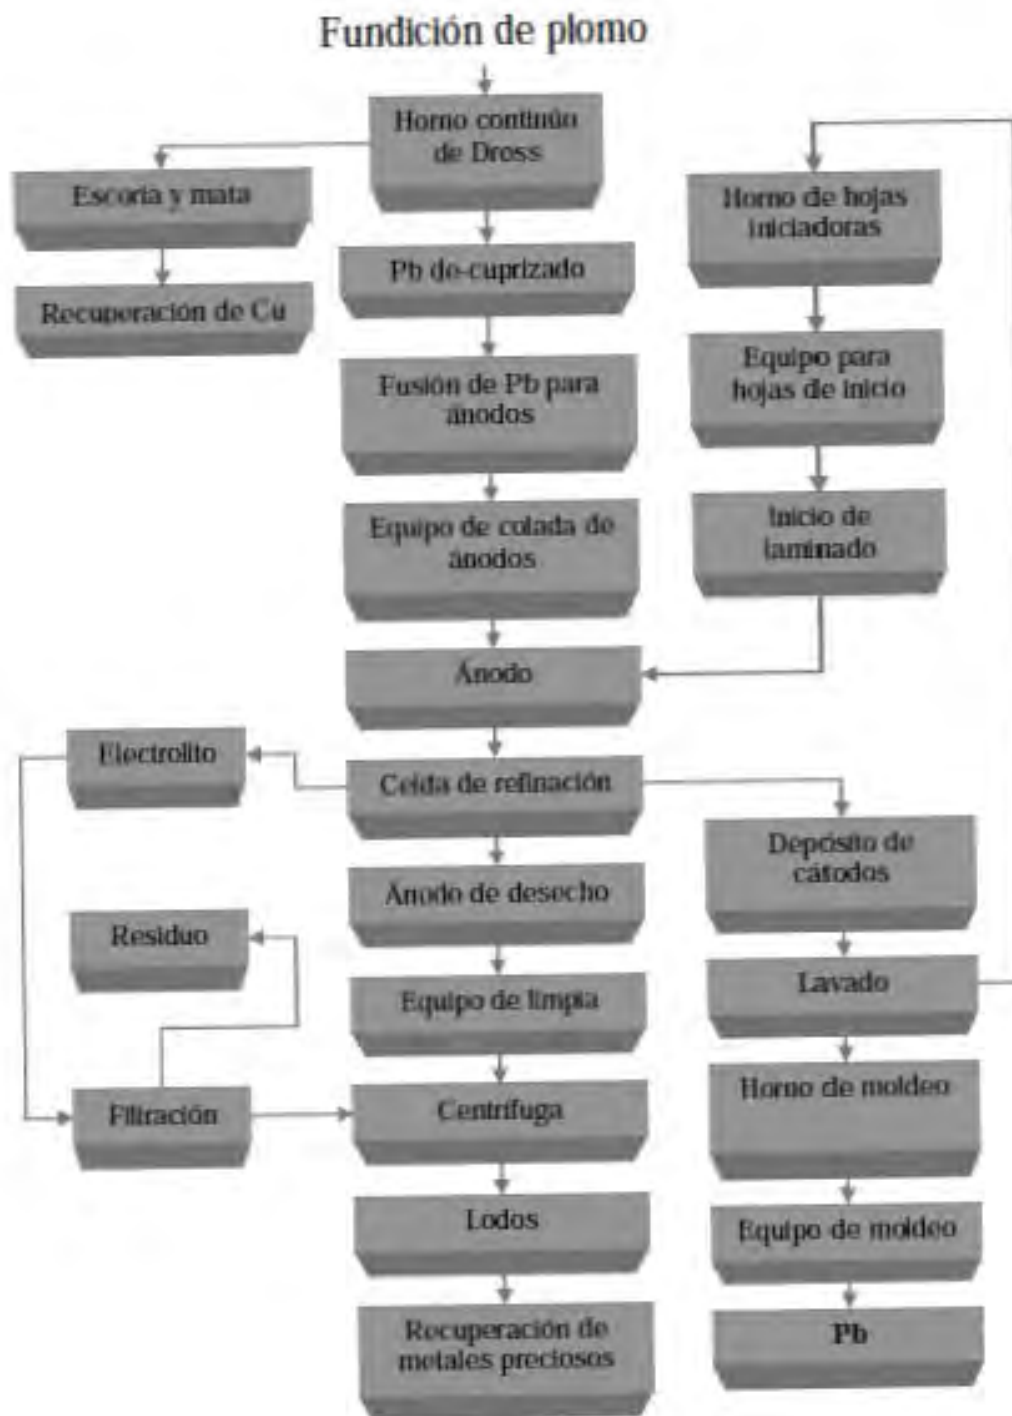 Fundición de plomo
Horno continúo
de Dross
Escoria y mata
Recuperación de Cu
Pb de-cuprizado
Fusión de Pb para
ánodos
Equipo de colada de
ánodos
Horno de hojas
iniciadoras
Equipo para
hojas de inicio
Inicio de
laminado
Ánodo
Electrolito
Celda de refinación
Depósito de
cátodos
Ánodo de desecho
Residuo
Equipo de limpia
Lavado
Filtración
Centrífuga
Horno de moldeo
Lodos
Equipo de moldeo
Recuperación de
metales preciosos
Pb